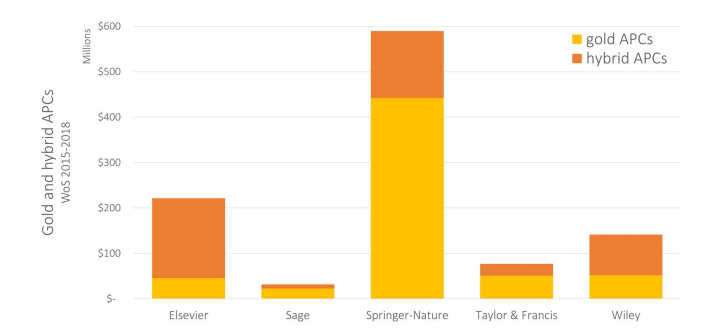 $600
Millions
$500
$400
$300
$200
$100
$-
Gold and hybrid APCs
WoS 2015-2018
gold APCs
hybrid APCs
Elsevier
Sage
Springer-Nature
Taylor & Francis
Wiley